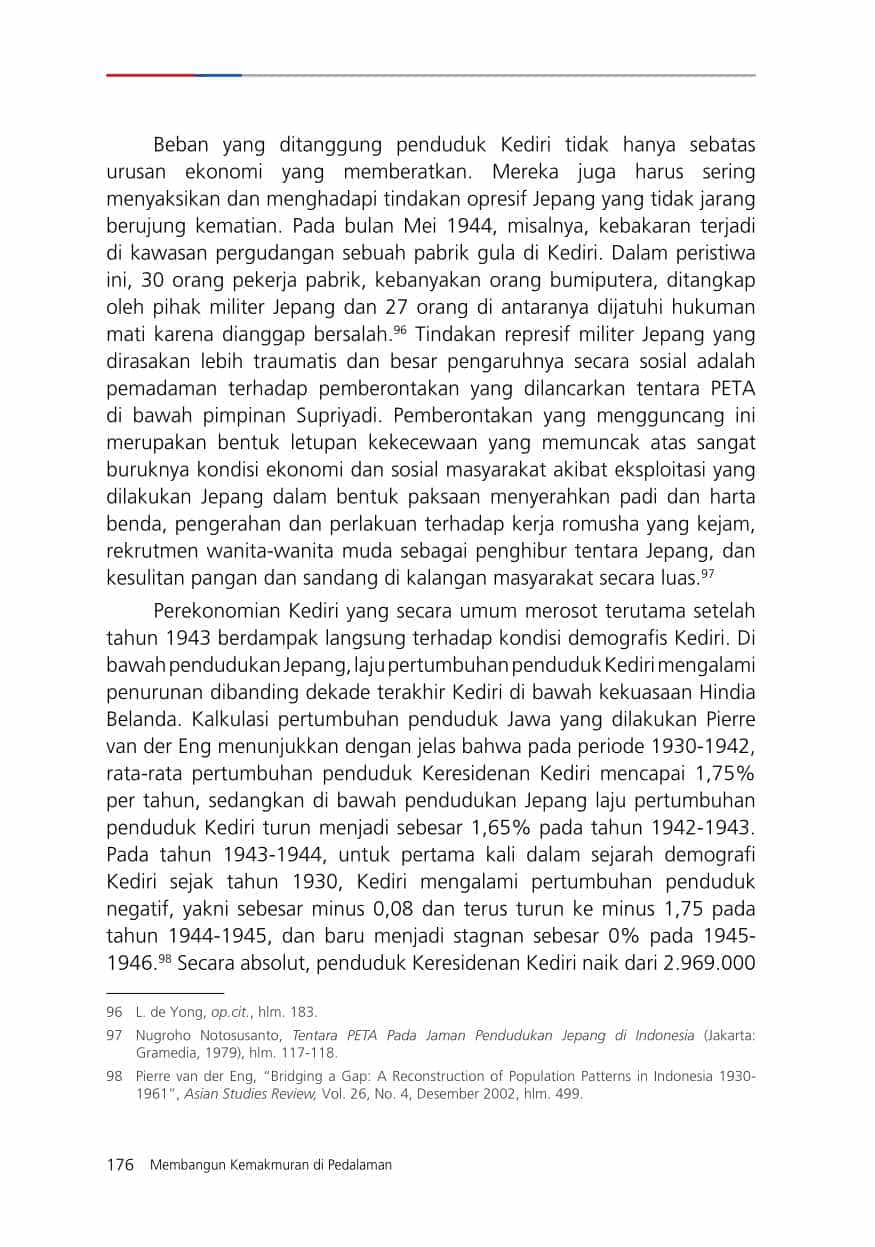 Beban yang ditanggung penduduk Kediri tidak hanya sebatas
urusan ekonomi yang memberatkan. Mereka juga harus sering
menyaksikan dan menghadapi tindakan opresif Jepang yang tidak jarang
berujung kematian. Pada bulan Mei 1944, misalnya, kebakaran terjadi
di kawasan pergudangan sebuah pabrik gula di Kediri. Dalam peristiwa
ini, 30 orang pekerja pabrik, kebanyakan orang bumiputera, ditangkap
oleh pihak militer Jepang dan 27 orang di antaranya dijatuhi hukuman
mati karena dianggap bersalah.⁹⁶ Tindakan represif militer Jepang yang
dirasakan lebih traumatis dan besar pengaruhnya secara sosial adalah
pemadaman terhadap pemberontakan yang dilancarkan tentara PETA
di bawah pimpinan Supriyadi. Pemberontakan yang mengguncang ini
merupakan bentuk letupan kekecewaan yang memuncak atas sangat
buruknya kondisi ekonomi dan sosial masyarakat akibat eksploitasi yang
dilakukan Jepang dalam bentuk paksaan menyerahkan padi dan harta
benda, pengerahan dan perlakuan terhadap kerja romusha yang kejam,
rekrutmen wanita-wanita muda sebagai penghibur tentara Jepang, dan
kesulitan pangan dan sandang di kalangan masyarakat secara luas.⁹⁷
Perekonomian Kediri yang secara umum merosot terutama setelah
tahun 1943 berdampak langsung terhadap kondisi demografis Kediri. Di
bawah pendudukan Jepang, laju pertumbuhan penduduk Kediri mengalami
penurunan dibanding dekade terakhir Kediri di bawah kekuasaan Hindia
Belanda. Kalkulasi pertumbuhan penduduk Jawa yang dilakukan Pierre
van der Eng menunjukkan dengan jelas bahwa pada periode 1930-1942,
rata-rata pertumbuhan penduduk Keresidenan Kediri mencapai 1,75%
per tahun, sedangkan di bawah pendudukan Jepang laju pertumbuhan
penduduk Kediri turun menjadi sebesar 1,65% pada tahun 1942-1943.
Pada tahun 1943-1944, untuk pertama kali dalam sejarah demografi
Kediri sejak tahun 1930, Kediri mengalami pertumbuhan penduduk
negatif, yakni sebesar minus 0,08 dan terus turun ke minus 1,75 pada
tahun 1944-1945, dan baru menjadi stagnan sebesar 0% pada 1945-
1946.⁹⁸ Secara absolut, penduduk Keresidenan Kediri naik dari 2.969.000
96 L. de Yong, op.cit., hlm. 183.
97 Nugroho Notosusanto, Tentara PETA Pada Jaman Pendudukan Jepang di Indonesia (Jakarta:
Gramedia, 1979), hlm. 117-118.
98 Pierre van der Eng, “Bridging a Gap: A Reconstruction of Population Patterns in Indonesia 1930-
1961”, Asian Studies Review, Vol. 26, No. 4, Desember 2002, hlm. 499.
176 Membangun Kemakmuran di Pedalaman